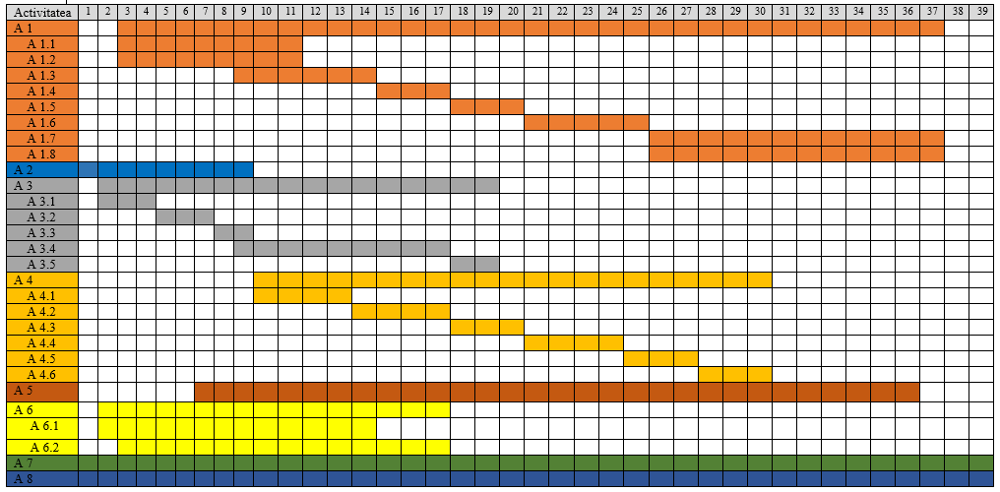 Activitatea 1 2 3 4 5 6 7 8 9 10 11 12 13 14 15 16 17 18 19 20 21 22 23 24 25 26 27 28 29 30 31 32 33 34 35 36 37 38 39
A 1
A 1.1
A 1.2
A 1.3
A 1.4
A 1.5
A 1.6
A 1.7
A 1.8
A 2
A 3
A 3.1
A 3.2
A 3.3
A 3.4
A 3.5
A 4
A 4.1
A 4.2
A 4.3
A 4.4
A 4.5
A 4.6
A 5
A 6
A 6.1
A 6.2
A 7
A 8